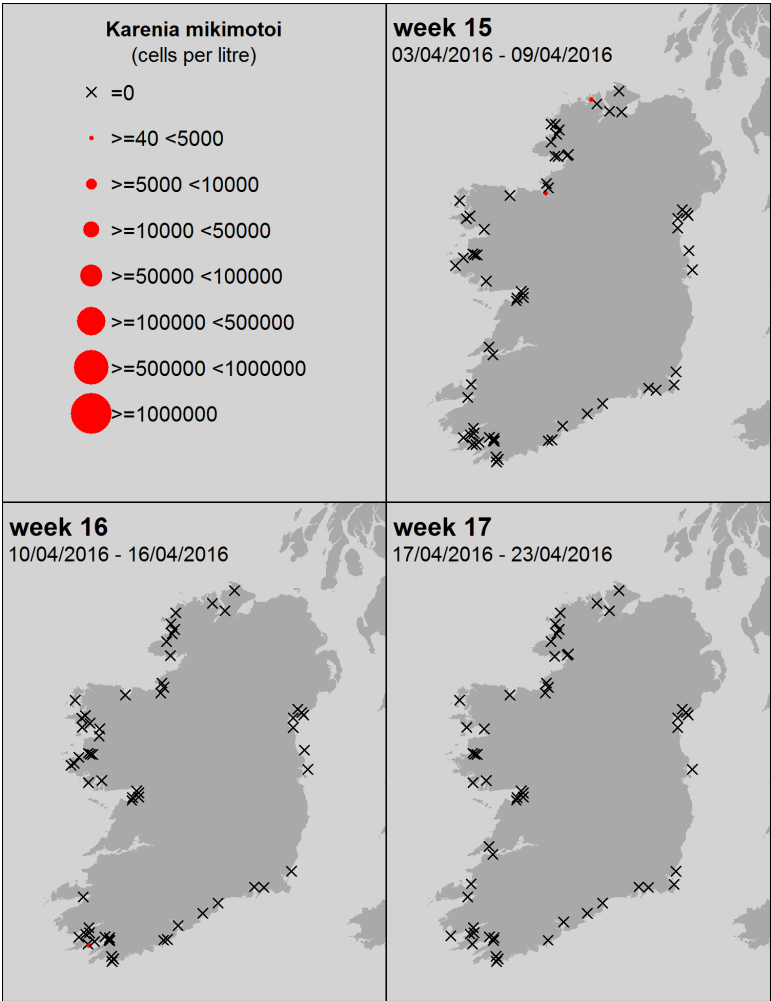 Karenia mikimotoi
(cells per litre)
=0
>=40 <5000
>=5000 <10000
>=10000 <50000
>=50000 <100000
>=100000 <500000
>=500000 <1000000
>=1000000
week 15
03/04/2016 - 09/04/2016
week 16
10/04/2016 - 16/04/2016
week 17
17/04/2016 - 23/04/2016